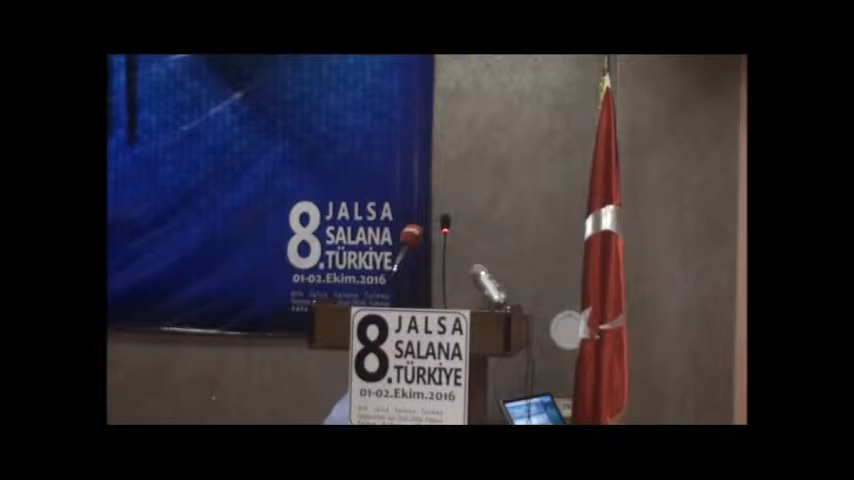 8.
JALSA
SALANA
TÜRKİYE
01-02.Ekim.2016
8.
JALSA
SALANA
TÜRKİYE
01-02.Ekim.2016